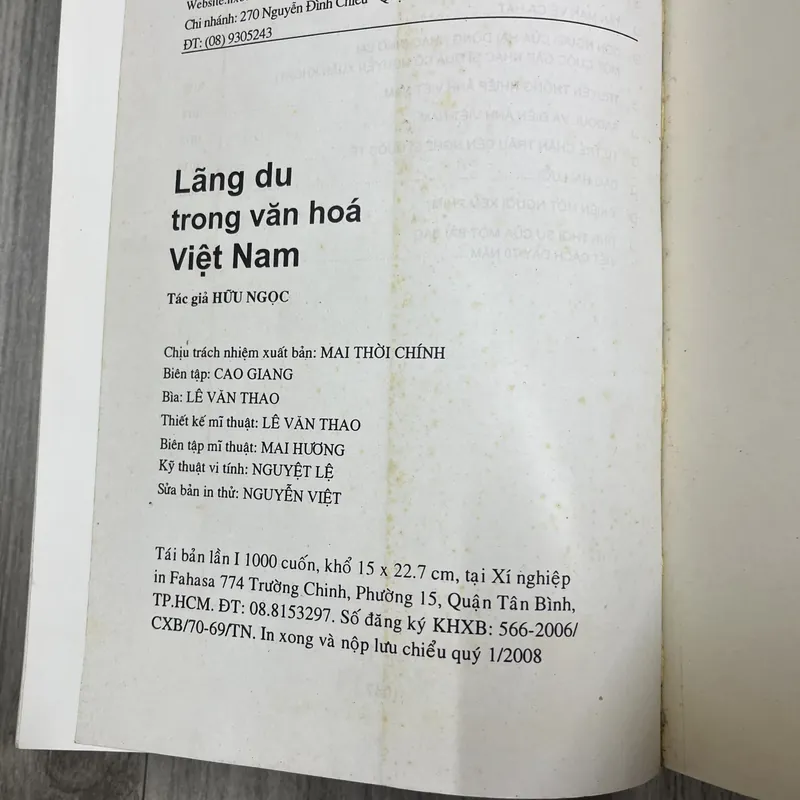 Chi nhánh: 270 Nguyễn Đình Chiểu
ĐT: (08) 9305243
Lãng du
trong văn hoá
Việt Nam
Tác giả HỮU NGỌC
Chịu trách nhiệm xuất bản: MAI THỜI CHÍNH
Biên tập: CAO GIANG
Bìa: LÊ VĂN THAO
Thiết kế mĩ thuật: LÊ VĂN THAO
Biên tập mĩ thuật: MAI HƯƠNG
Kỹ thuật vi tính: NGUYỆT LỆ
Sửa bản in thử: NGUYỄN VIỆT
Tái bản lần I 1000 cuốn, khổ 15 x 22.7 cm, tại Xí nghiệp
in Fahasa 774 Trường Chinh, Phường 15, Quận Tân Bình,
TP.HCM. ĐT: 08.8153297. Số đăng ký KHXB: 566-2006/
CXB/70-69/TN. In xong và nộp lưu chiểu quý 1/2008